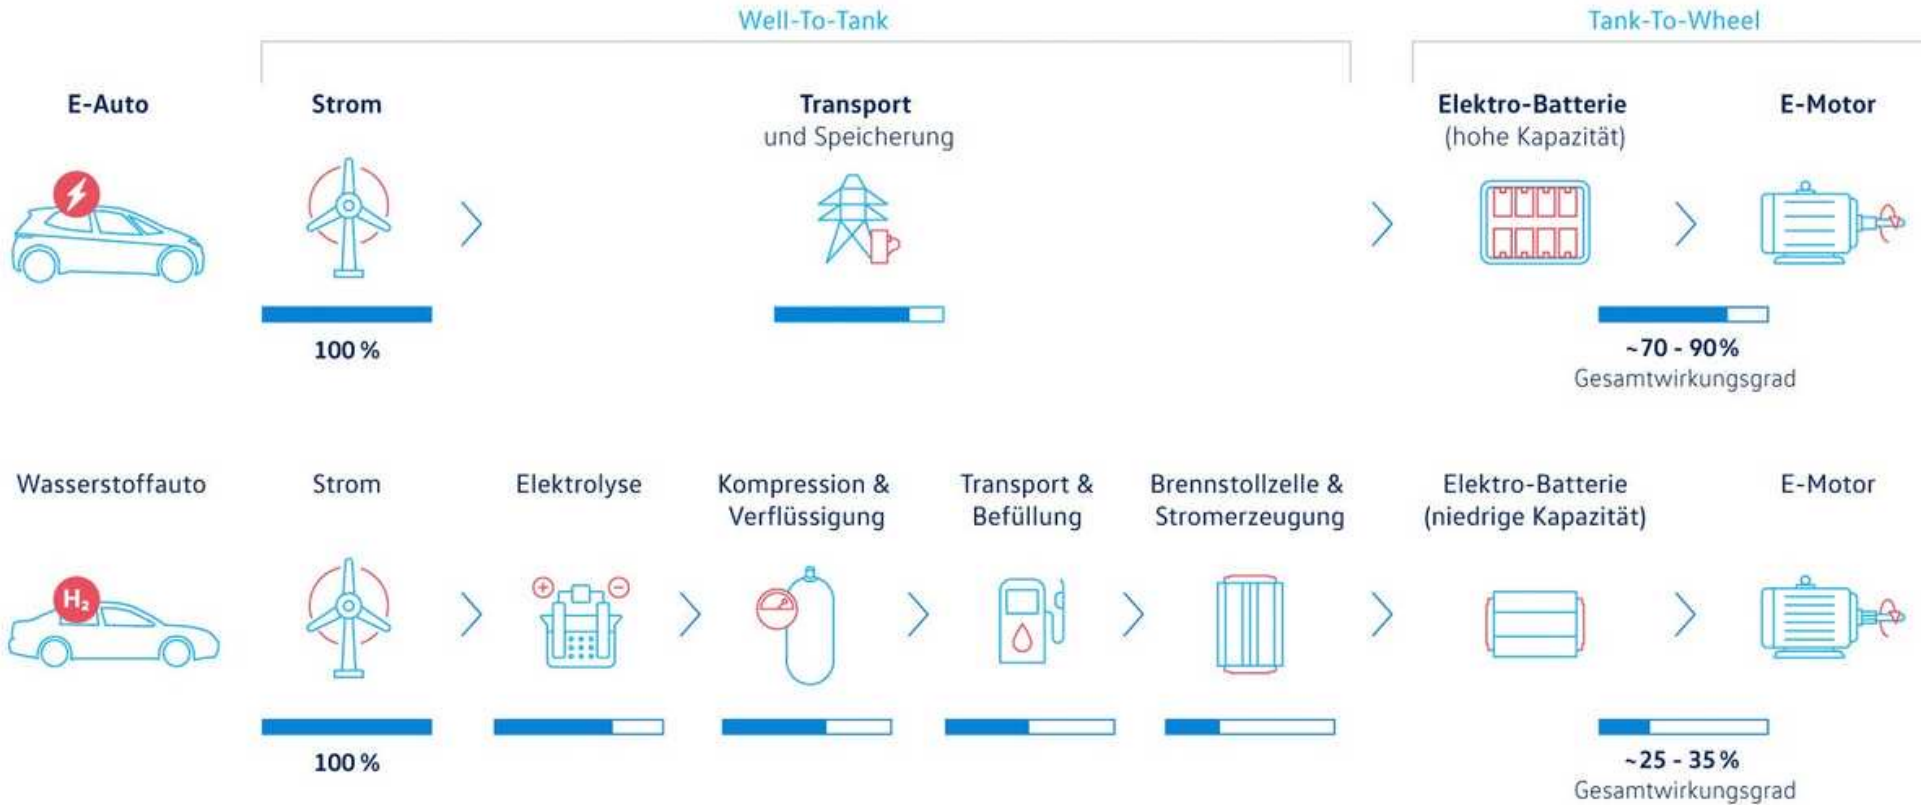 Well-To-Tank
Tank-To-Wheel
E-Auto
Strom
Transport
und Speicherung
Elektro-Batterie
(hohe Kapazität)
E-Motor
100 %
~70 - 90%
Gesamtwirkungsgrad
Wasserstoffauto
Strom
Elektrolyse
Kompression &
Verflüssigung
Transport &
Befüllung
Brennstollzelle &
Stromerzeugung
Elektro-Batterie
(niedrige Kapazität)
E-Motor
H₂
100 %
~25 - 35 %
Gesamtwirkungsgrad